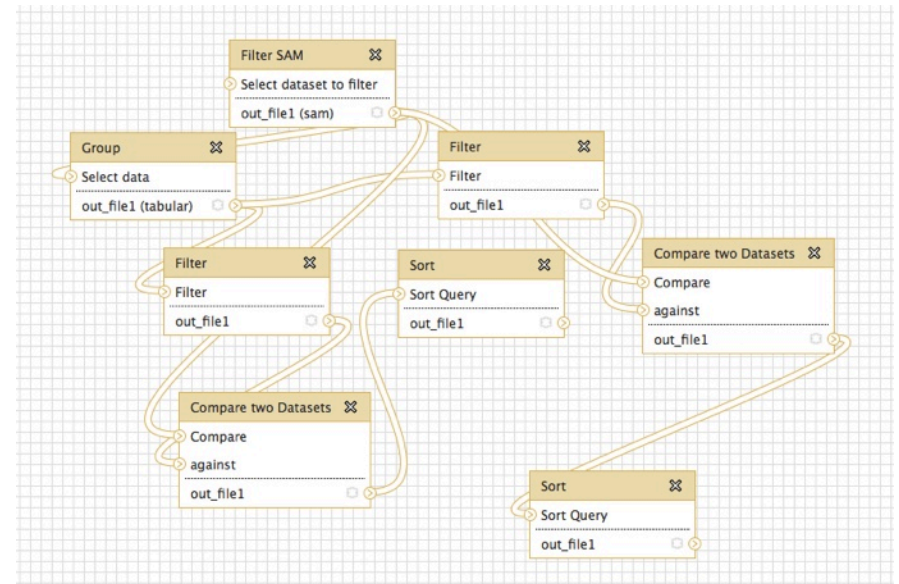 Filter SAM
Select dataset to filter
out_file1 (sam)
Group
Select data
out_file1 (tabular)
Filter
Filter
out_file1
Filter
Filter
out_file1
Sort
Sort Query
out_file1
Compare two Datasets
Compare
against
out_file1
Compare two Datasets
Compare
against
out_file1
Sort
Sort Query
out_file1